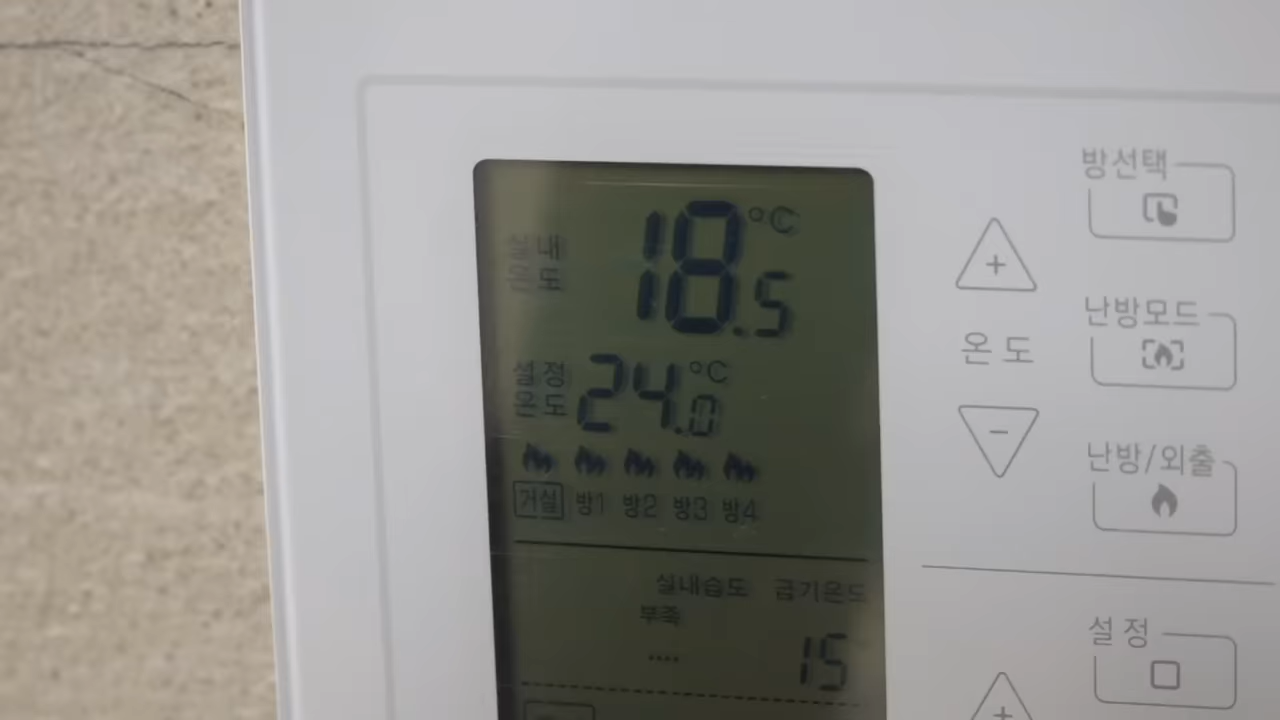 실내
온도
18.5 °C
설정
온도
24.0 °C
거실 방1 방2 방3 방4
실내습도 급기온도
부족
15
방선택
+
온도
-
난방모드
난방/외출
설정
+